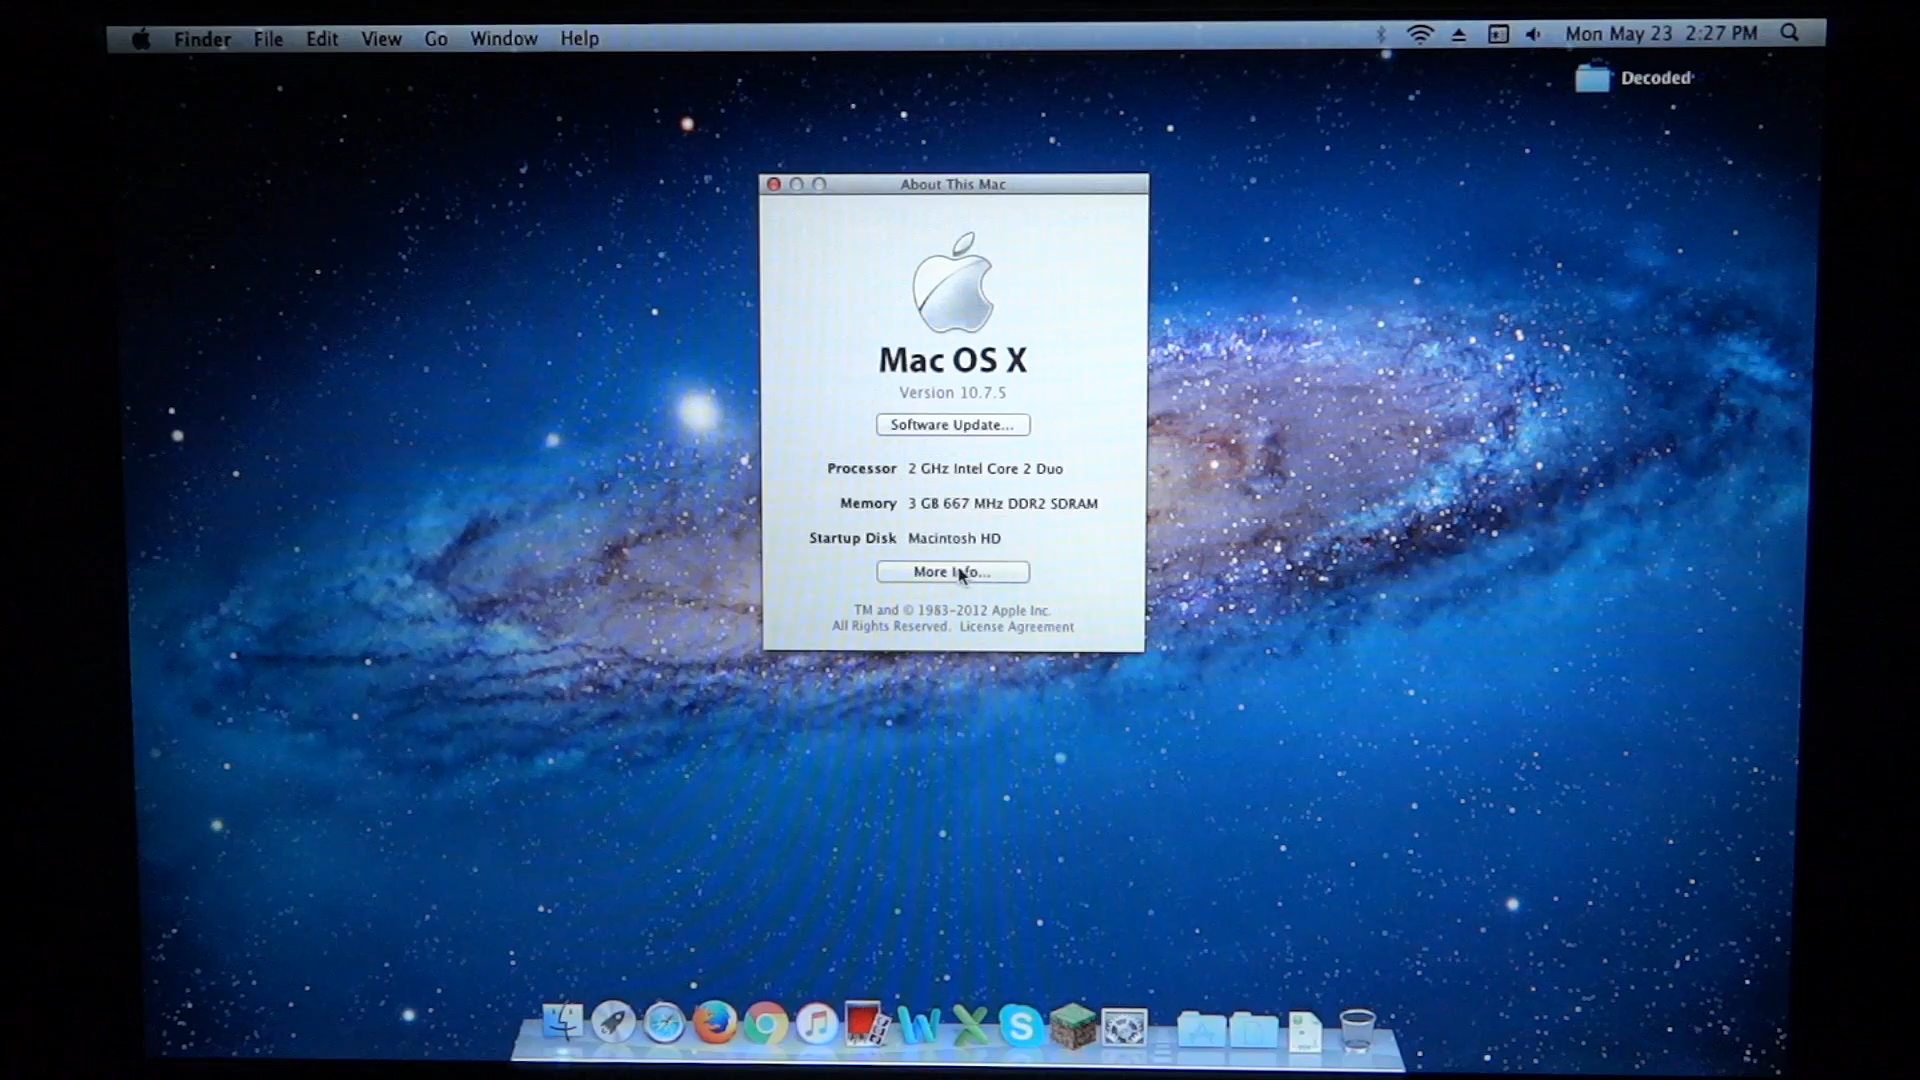 Finder File Edit View Go Window Help
Mon May 23 2:27 PM
Decoded
About This Mac
Mac OS X
Version 10.7.5
Software Update...
Processor 2 GHz Intel Core 2 Duo
Memory 3 GB 667 MHz DDR2 SDRAM
Startup Disk Macintosh HD
More Info...
TM and © 1983-2012 Apple Inc.
All Rights Reserved. License Agreement